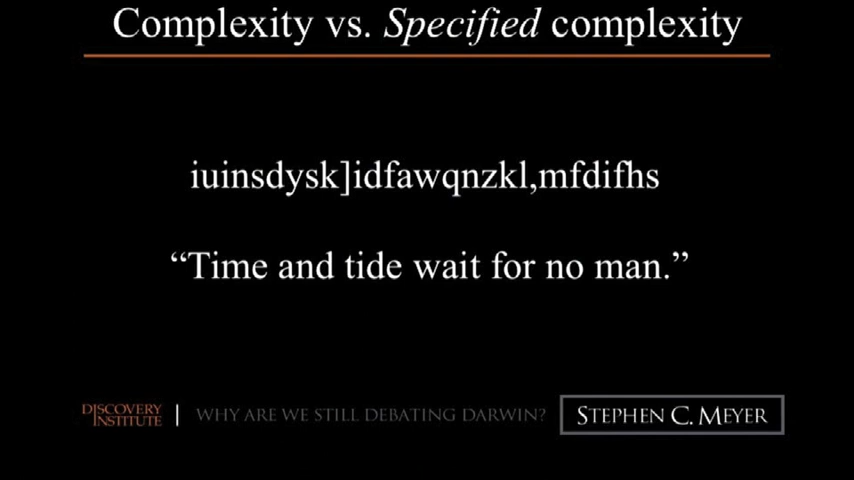 Complexity vs. Specified complexity
iuinsdysk]idfawqnzkl,mfdifhs
“Time and tide wait for no man.”
DISCOVERY
INSTITUTE
WHY ARE WE STILL DEBATING DARWIN?
STEPHEN C. MEYER